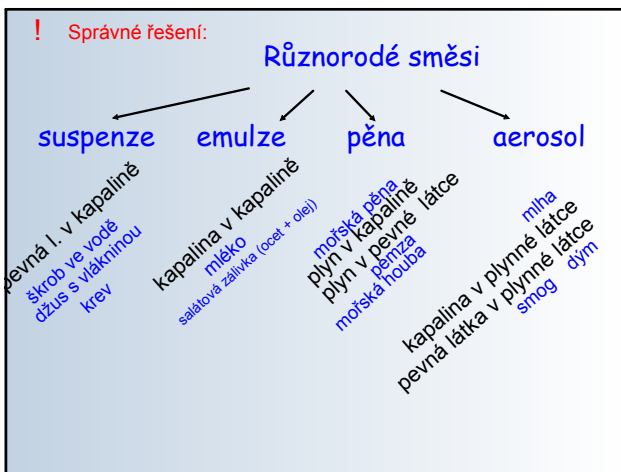 ! Správné řešení:
Různorodé směsi
suspenze
pevná l. v kapalině
škrob ve vodě
džus s vlákninou
krev
emulze
kapalina v kapalině
mléko
salátová zálivka (ocet + olej)
pěna
mořská pěna
plyn v kapalině
plyn v pevné látce
pemza
mořská houba
aerosol
mlha
kapalina v plynné látce
pevná látka v plynné látce
smog dým